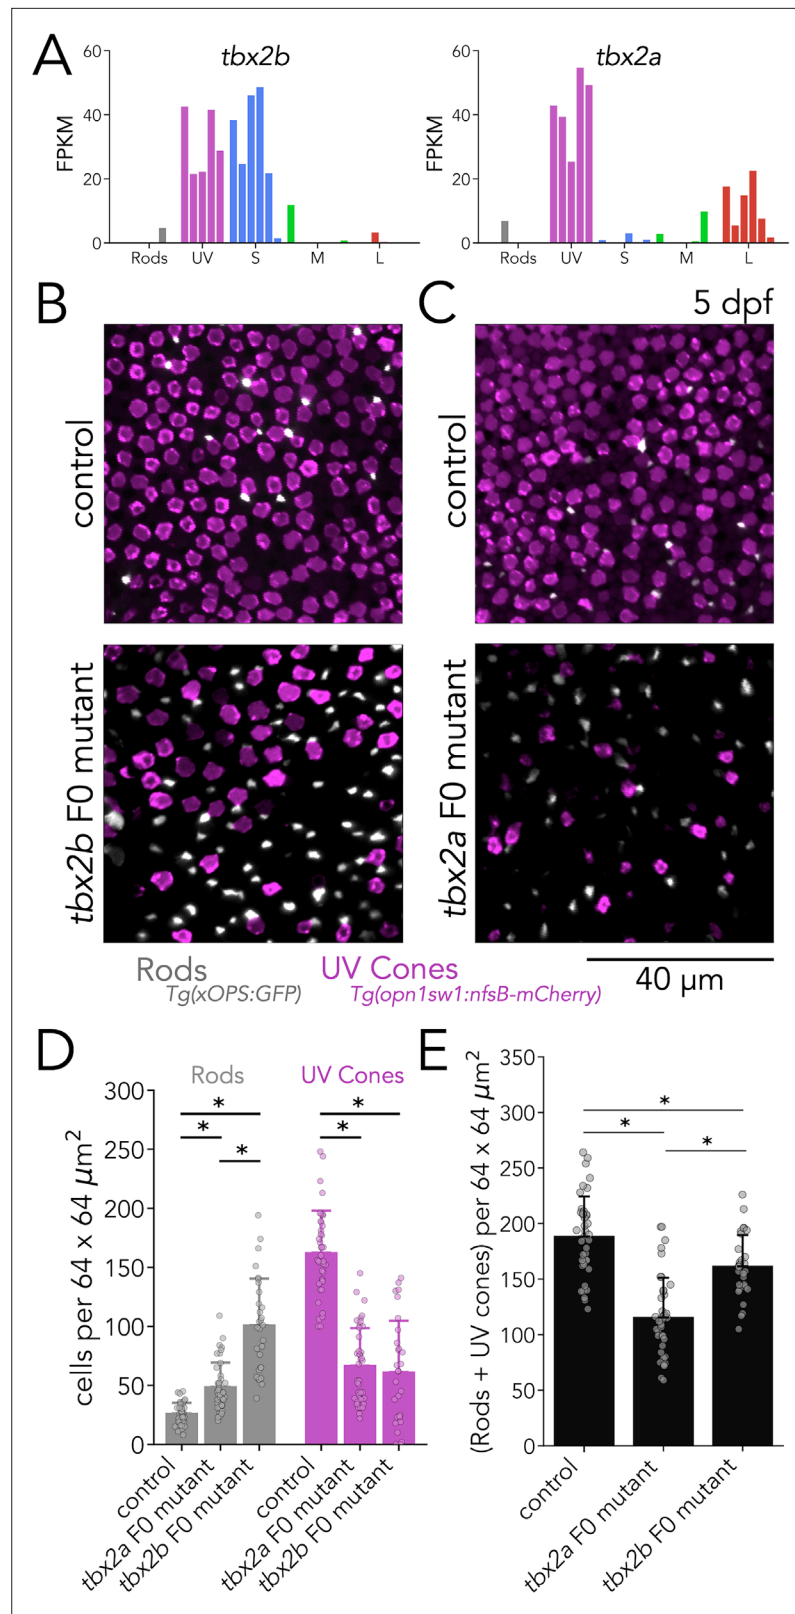 A
tbx2b
tbx2a
FPKM
60
40
20
0
Rods
UV
S
M
L
FPKM
60
40
20
0
Rods
UV
S
M
L
B
C
5 dpf
control
control
tbx2b F0 mutant
tbx2a F0 mutant
Rods
Tg(xOPS:GFP)
UV Cones
Tg(opn1sw1:nfsB-mCherry)
40 µm
D
Rods
UV Cones
cells per 64 x 64 µm²
300
250
200
150
100
50
0
*
*
*
*
*
control
tbx2a F0 mutant
tbx2b F0 mutant
control
tbx2a F0 mutant
tbx2b F0 mutant
E
(Rods + UV cones) per 64 x 64 µm²
350
300
250
200
150
100
50
0
*
*
*
control
tbx2a F0 mutant
tbx2b F0 mutant